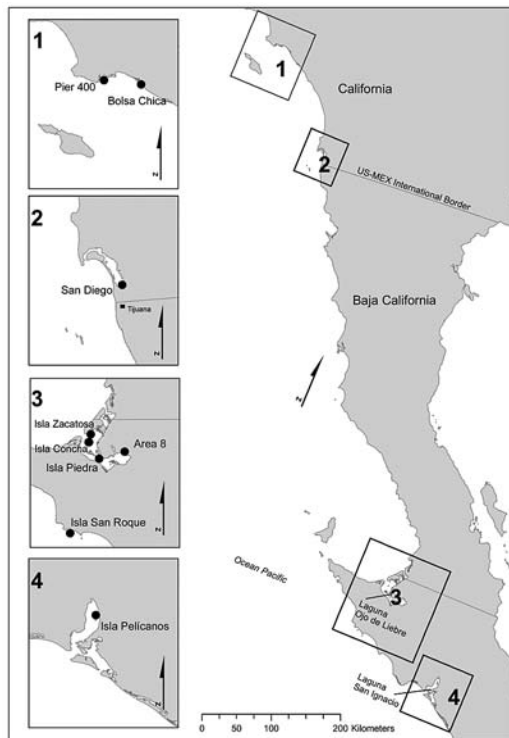 1
Pier 400
Bolsa Chica
N
2
San Diego
Tijuana
N
3
Isla Zacatosa
Isla Concha
Area 8
Isla Piedra
Isla San Roque
N
4
Isla Pelícanos
N
1
California
2
US-MEX International Border
Baja California
N
Ocean Pacific
3
Laguna
Ojo de Liebre
Laguna
San Ignacio
4
0 50 100 200
Kilometers